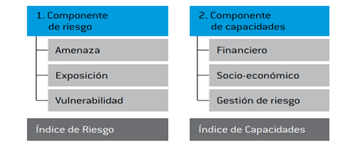 1. Componente
de riesgo
Amenaza
Exposición
Vulnerabilidad
Índice de Riesgo
2. Componente
de capacidades
Financiero
Socio-económico
Gestión de riesgo
Índice de Capacidades